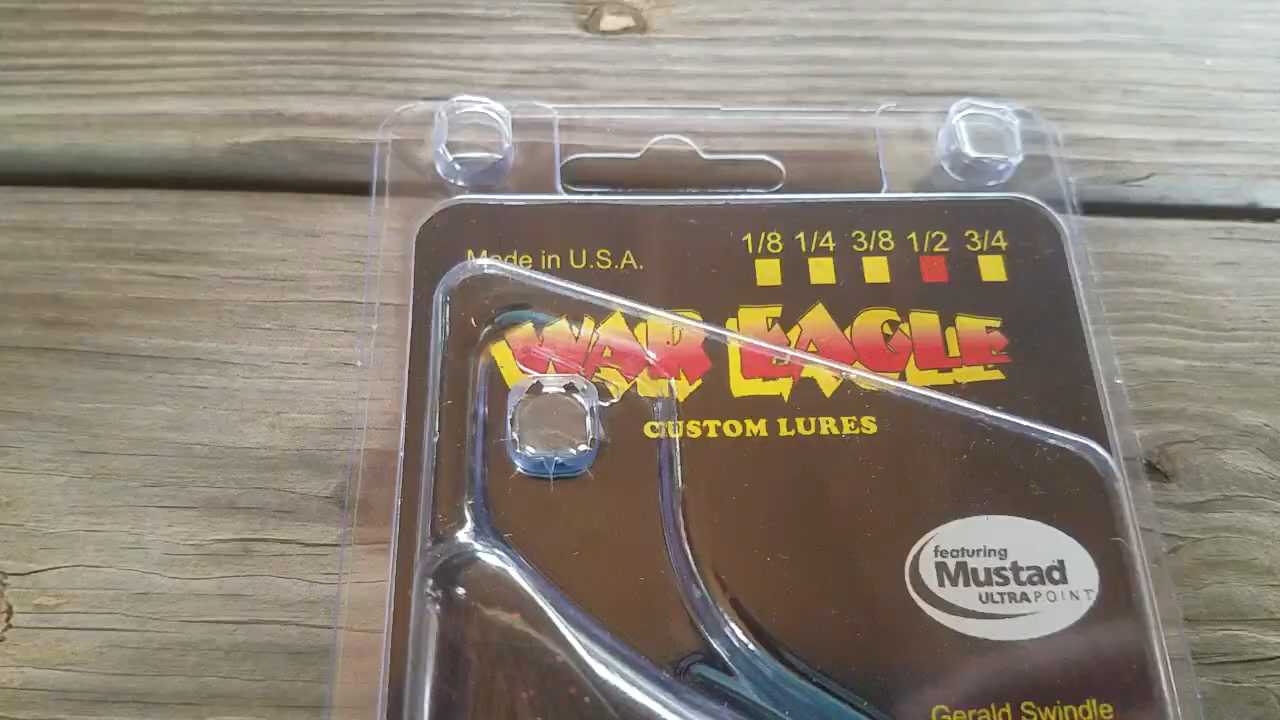 Made in U.S.A.
1/8 1/4 3/8 1/2 3/4
WAR EAGLE
CUSTOM LURES
featuring
Mustad
ULTRAPOINT
Gerald Swindle